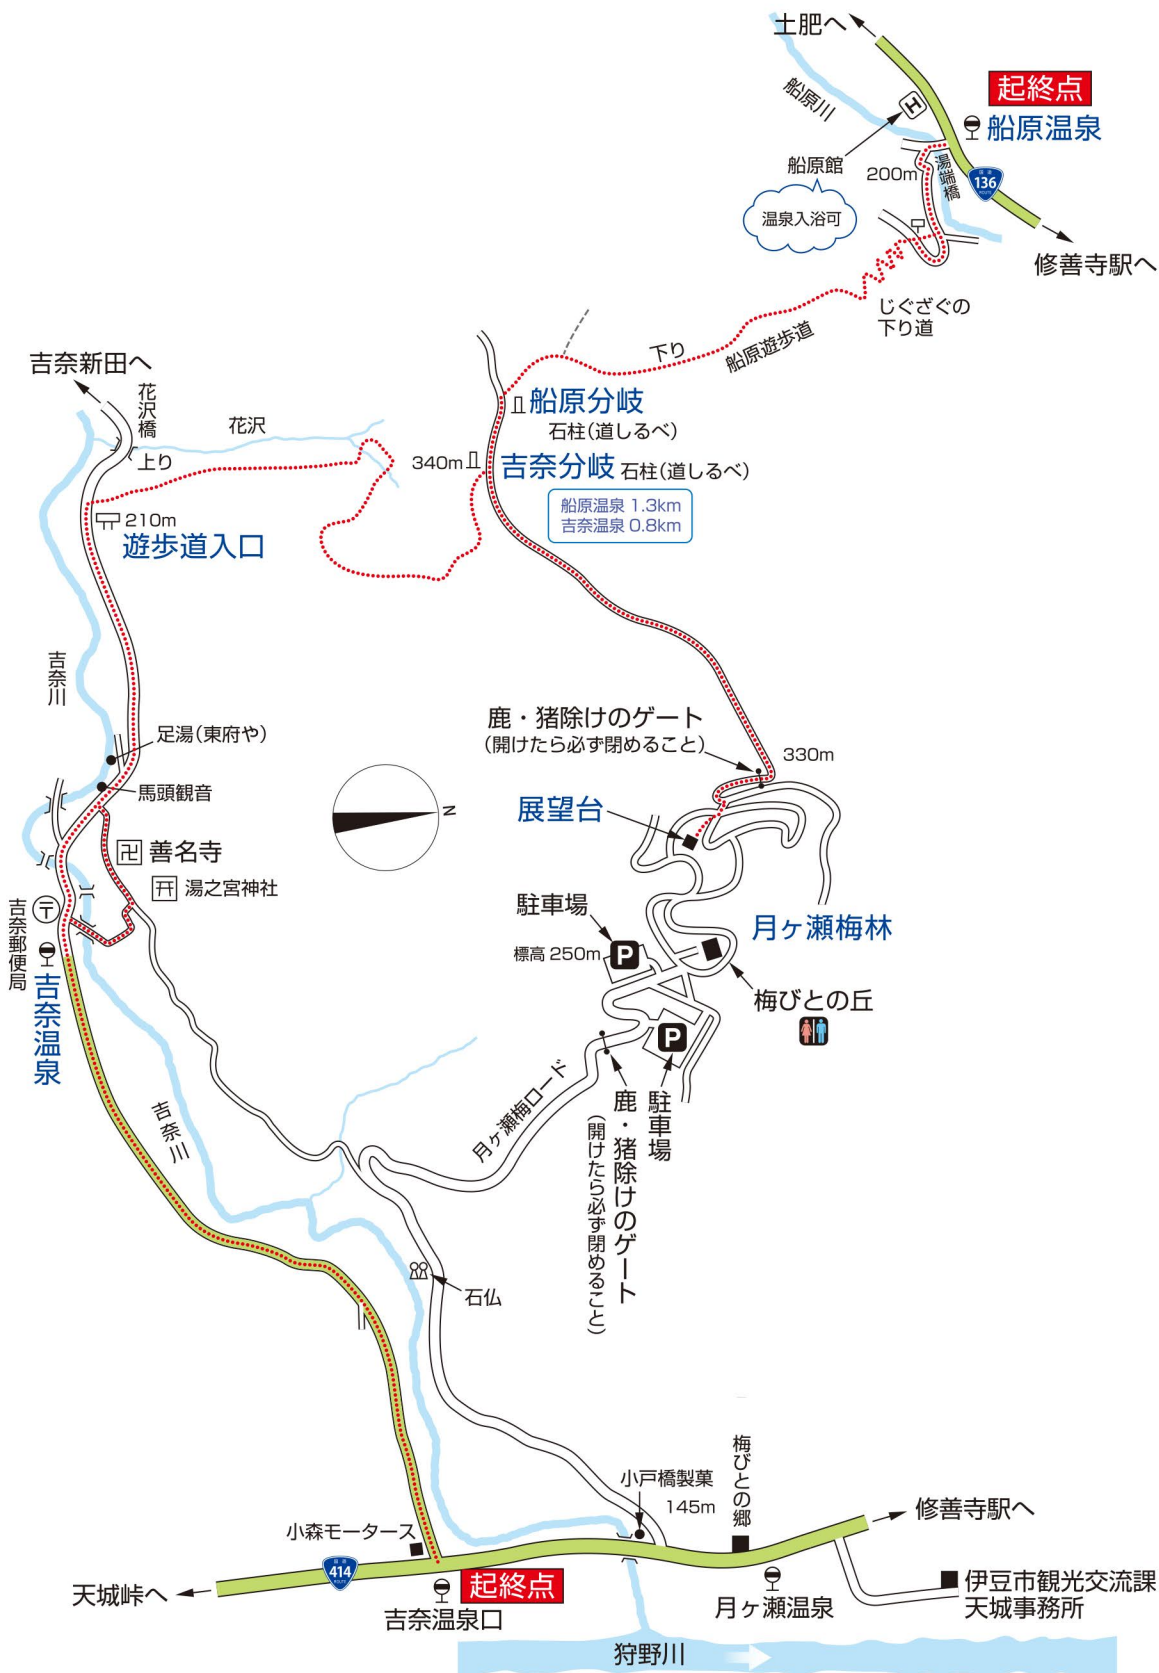 土肥へ
起終点
船原川
船原温泉
船原館
200m
湯端橋
国道
136
ROUTE
温泉入浴可
修善寺駅へ
じぐざぐの
下り道
下り
船原遊歩道
吉奈新田へ
花沢橋
花沢
上り
船原分岐
石柱(道しるべ)
340m
吉奈分岐 石柱(道しるべ)
船原温泉 1.3km
吉奈温泉 0.8km
210m
遊歩道入口
吉奈川
鹿・猪除けのゲート
(開けたら必ず閉めること)
330m
足湯(東府や)
馬頭観音
N
展望台
卍
善名寺
湯之宮神社
吉奈郵便局
〒
吉奈温泉
駐車場
標高 250m
P
月ヶ瀬梅林
梅びとの丘
P
駐車場
鹿・猪除けのゲート
(開けたら必ず閉めること)
月ヶ瀬梅ロード
吉奈川
石仏
小戸橋製菓
145m
梅びとの郷
修善寺駅へ
小森モータース
国道
414
ROUTE
天城峠へ
起終点
吉奈温泉口
月ヶ瀬温泉
伊豆市観光交流課
天城事務所
狩野川